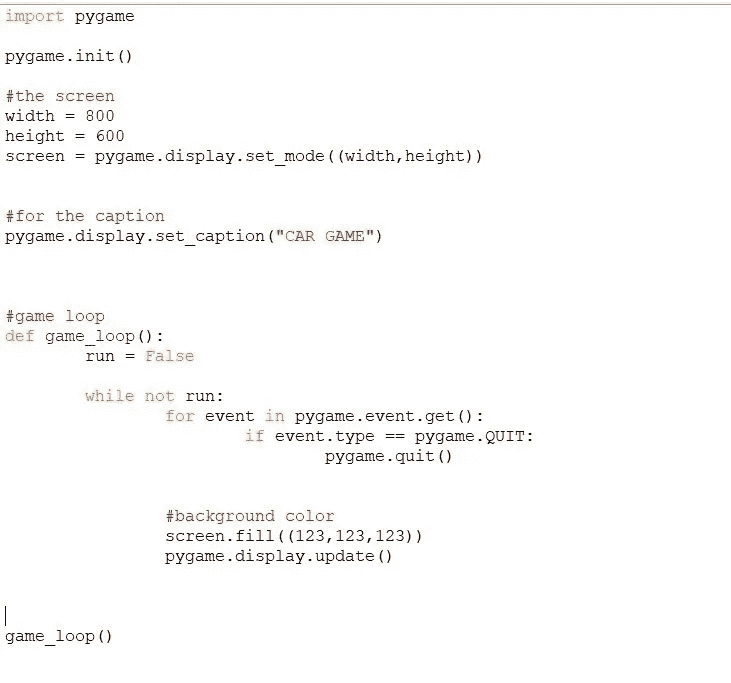 import pygame

pygame.init()

#the screen
width = 800
height = 600
screen = pygame.display.set_mode((width,height))


#for the caption
pygame.display.set_caption("CAR GAME")



#game loop
def game_loop():
        run = False

        while not run:
                for event in pygame.event.get():
                        if event.type == pygame.QUIT:
                                pygame.quit()


                #background color
                screen.fill((123,123,123))
                pygame.display.update()



game_loop()